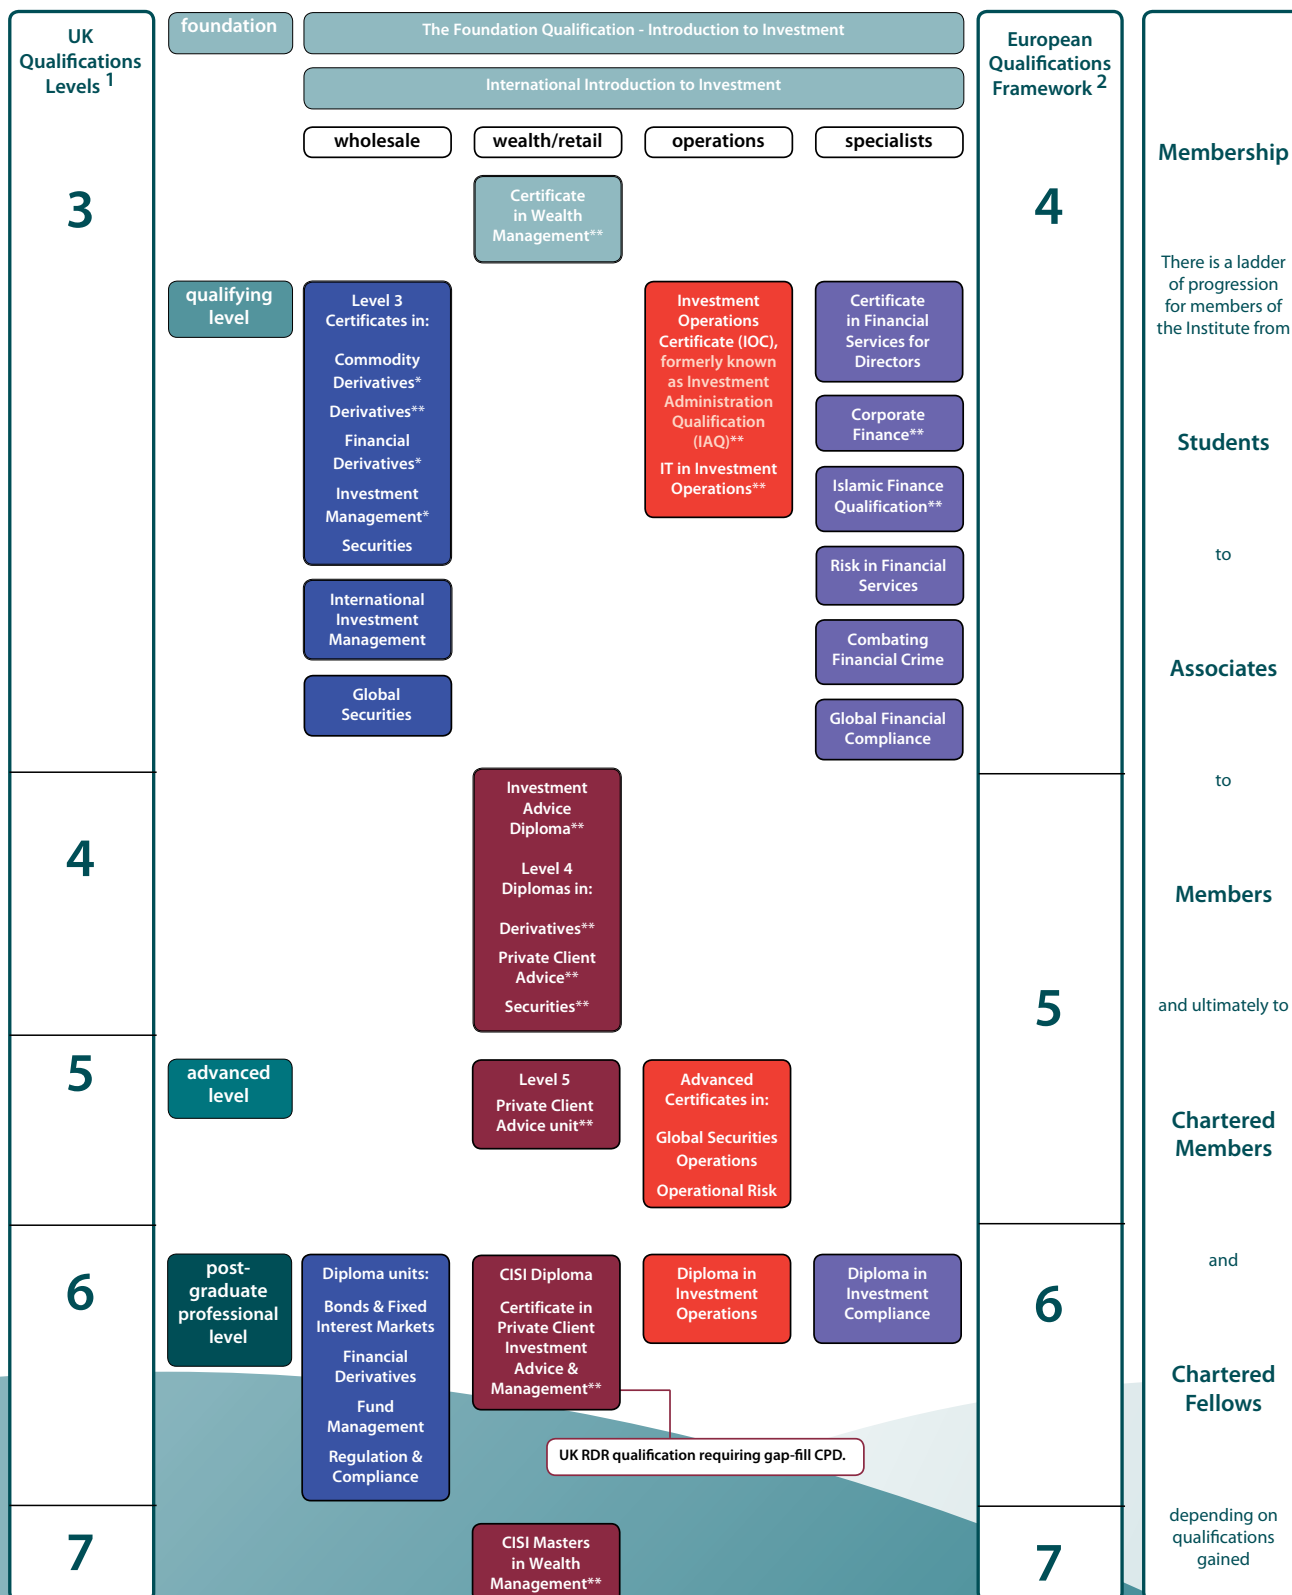 UK
Qualifications
Levels 1
3
4
5
6
7
foundation
The Foundation Qualification - Introduction to Investment
International Introduction to Investment
wholesale
wealth/retail
operations
specialists
Certificate
in Wealth
Management**
qualifying
level
Level 3
Certificates in:
Commodity
Derivatives*
Derivatives**
Financial
Derivatives*
Investment
Management*
Securities
International
Investment
Management
Global
Securities
Investment
Operations
Certificate (IOC),
formerly known
as Investment
Administration
Qualification
(IAQ)**
IT in Investment
Operations**
Certificate
in Financial
Services for
Directors
Corporate
Finance**
Islamic Finance
Qualification**
Risk in Financial
Services
Combating
Financial Crime
Global Financial
Compliance
Investment
Advice
Diploma**
Level 4
Diplomas in:
Derivatives**
Private Client
Advice**
Securities**
advanced
level
Level 5
Private Client
Advice unit**
Advanced
Certificates in:
Global Securities
Operations
Operational Risk
post-
graduate
professional
level
Diploma units:
Bonds & Fixed
Interest Markets
Financial
Derivatives
Fund
Management
Regulation &
Compliance
CISI Diploma
Certificate in
Private Client
Investment
Advice &
Management**
Diploma in
Investment
Operations
Diploma in
Investment
Compliance
UK RDR qualification requiring gap-fill CPD.
CISI Masters
in Wealth
Management**
European
Qualifications
Framework 2
4
5
6
7
Membership
There is a ladder
of progression
for members of
the Institute from
Students
to
Associates
to
Members
and ultimately to
Chartered
Members
and
Chartered
Fellows
depending on
qualifications
gained